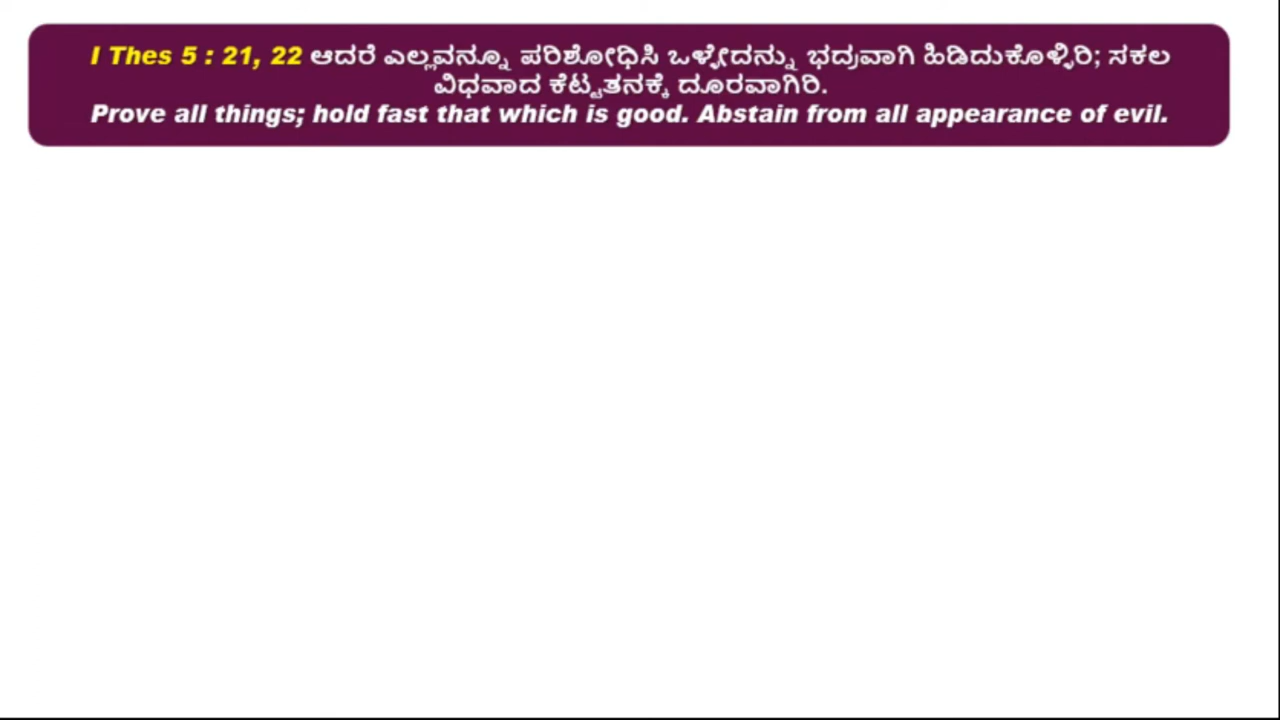 I Thes 5 : 21, 22 ಆದರೆ ಎಲ್ಲವನ್ನೂ ಪರಿಶೋಧಿಸಿ ಒಳ್ಳೇದನ್ನು ಭದ್ರವಾಗಿ ಹಿಡಿದುಕೊಳ್ಳಿರಿ; ಸಕಲ
ವಿಧವಾದ ಕೆಟ್ಟತನಕ್ಕೆ ದೂರವಾಗಿರಿ.
Prove all things; hold fast that which is good. Abstain from all appearance of evil.